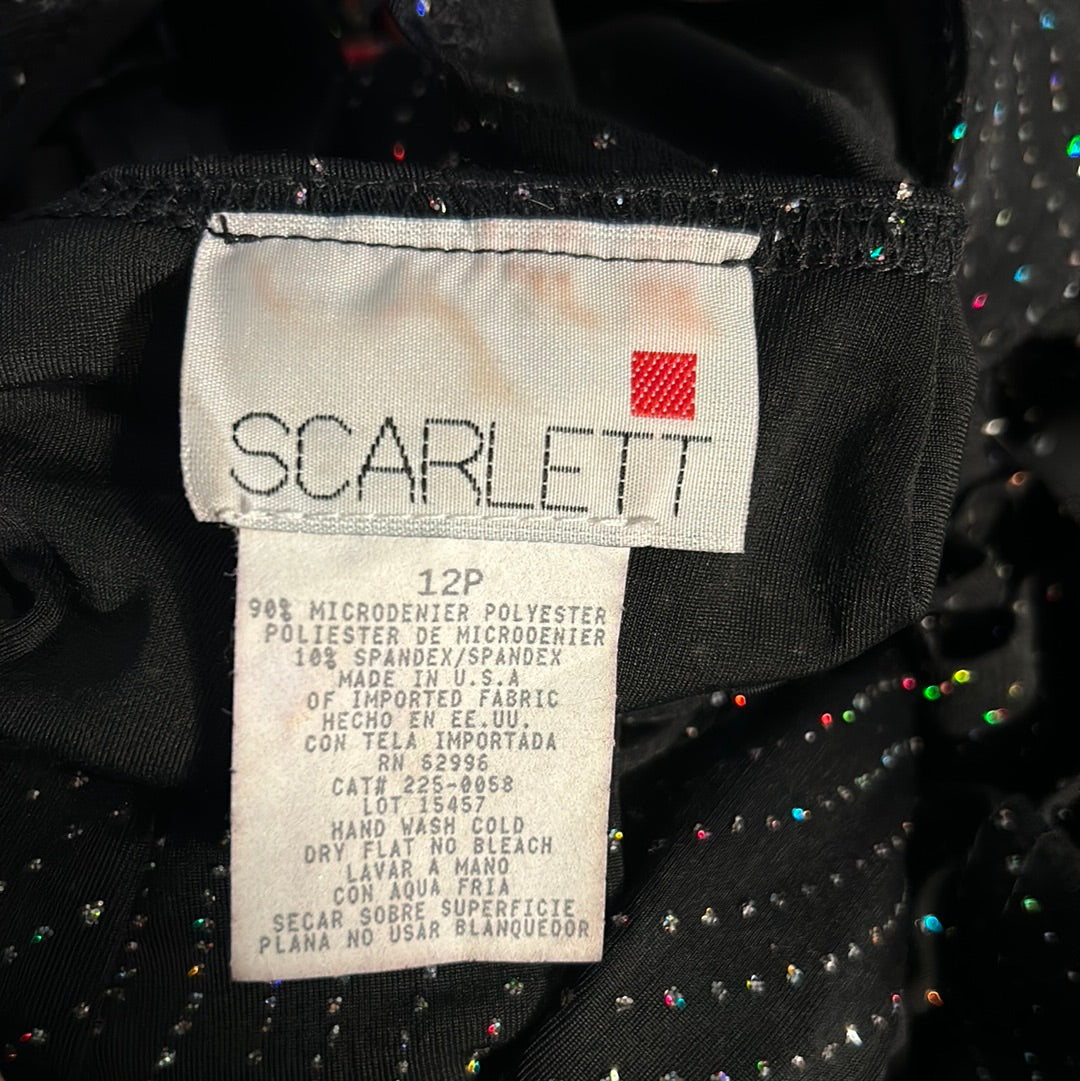 SCARLETT
12P
90% MICRODENIER POLYESTER
POLIESTER DE MICRODENIER
10% SPANDEX/SPANDEX
MADE IN U.S.A
OF IMPORTED FABRIC
HECHO EN EE.UU.
CON TELA IMPORTADA
RN 62996
CAT# 225-0058
LOT 15457
HAND WASH COLD
DRY FLAT NO BLEACH
LAVAR A MANO
CON AQUA FRIA
SECAR SOBRE SUPERFICIE
PLANA NO USAR BLANQUEDOR